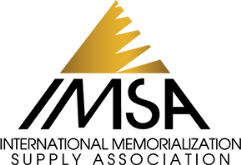 IMSA
INTERNATIONAL MEMORIALIZATION
SUPPLY ASSOCIATION